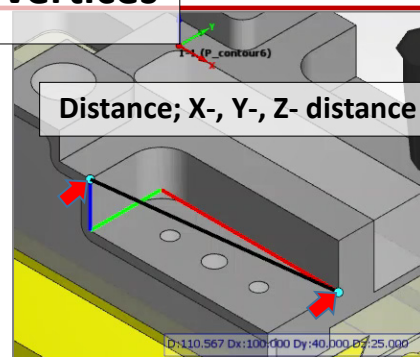 vertices
Y
1-1 (P_contour6)
X
Distance; X-, Y-, Z- distance
D:110.567 Dx:100.000 Dy:40.000 Dz:25.000